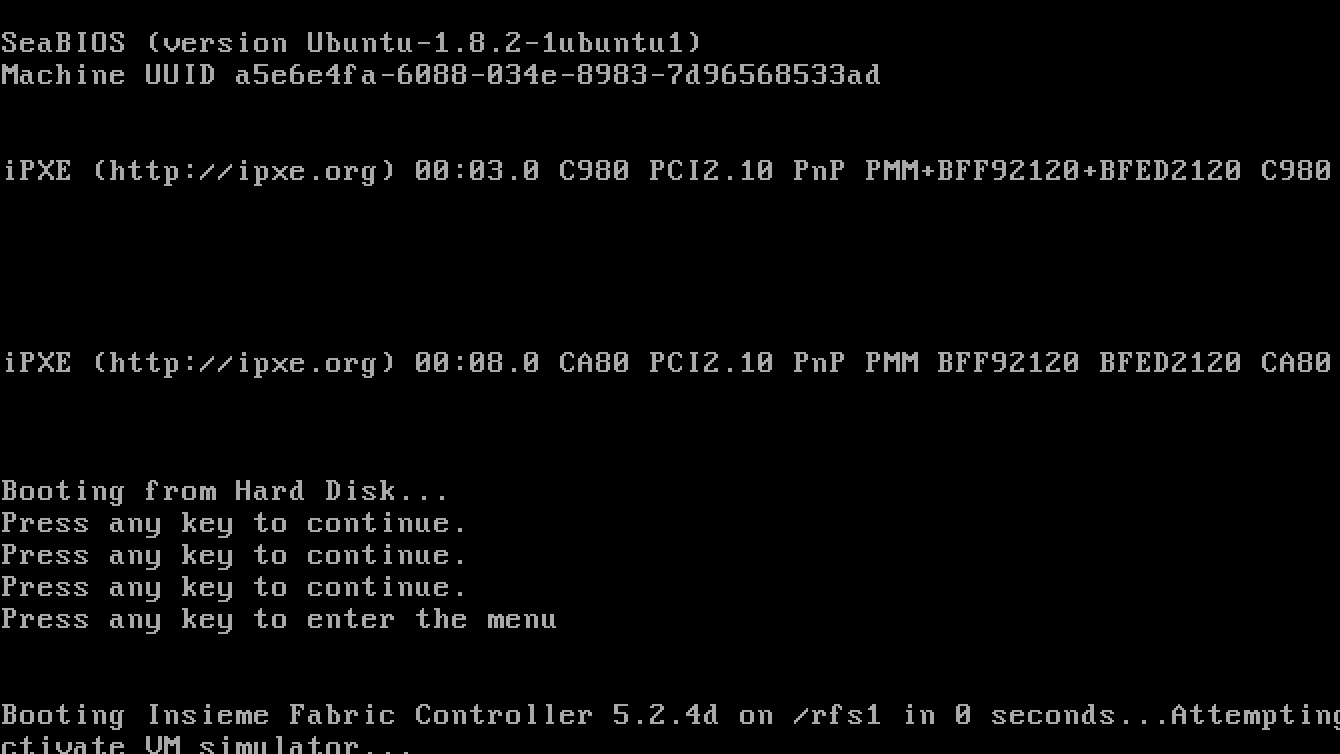 SeaBIOS (version Ubuntu-1.8.2-1ubuntu1)
Machine UUID a5e6e4fa-6088-034e-8983-7d96568533ad
iPXE (http://ipxe.org) 00:03.0 C980 PCI2.10 PnP PMM+BFF92120+BFED2120 C980
iPXE (http://ipxe.org) 00:08.0 CA80 PCI2.10 PnP PMM BFF92120 BFED2120 CA80
Booting from Hard Disk...
Press any key to continue.
Press any key to continue.
Press any key to continue.
Press any key to enter the menu
Booting Insieme Fabric Controller 5.2.4d on /rfs1 in 0 seconds...Attempting
ctivate VM simulator...